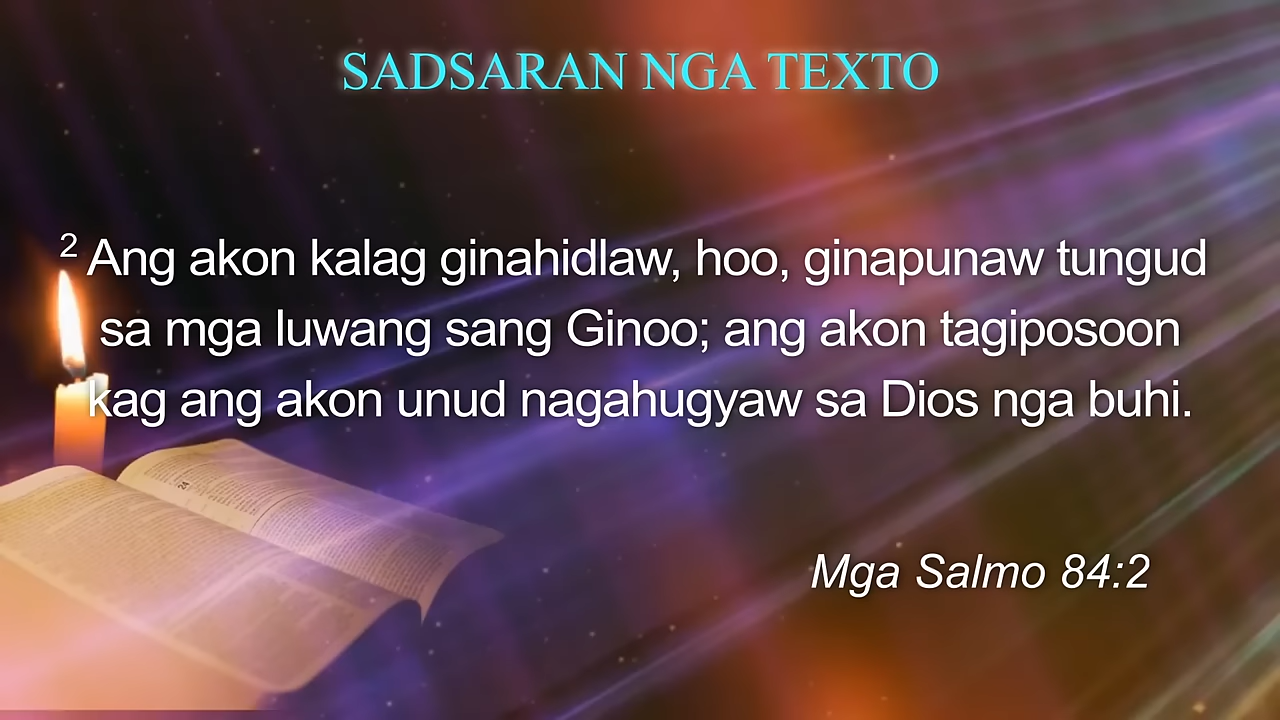 SADSARAN NGA TEXTO
2 Ang akon kalag ginahidlaw, hoo, ginapunaw tungud
sa mga luwang sang Ginoo; ang akon tagiposoon
kag ang akon unud nagahugyaw sa Dios nga buhi.
Mga Salmo 84:2